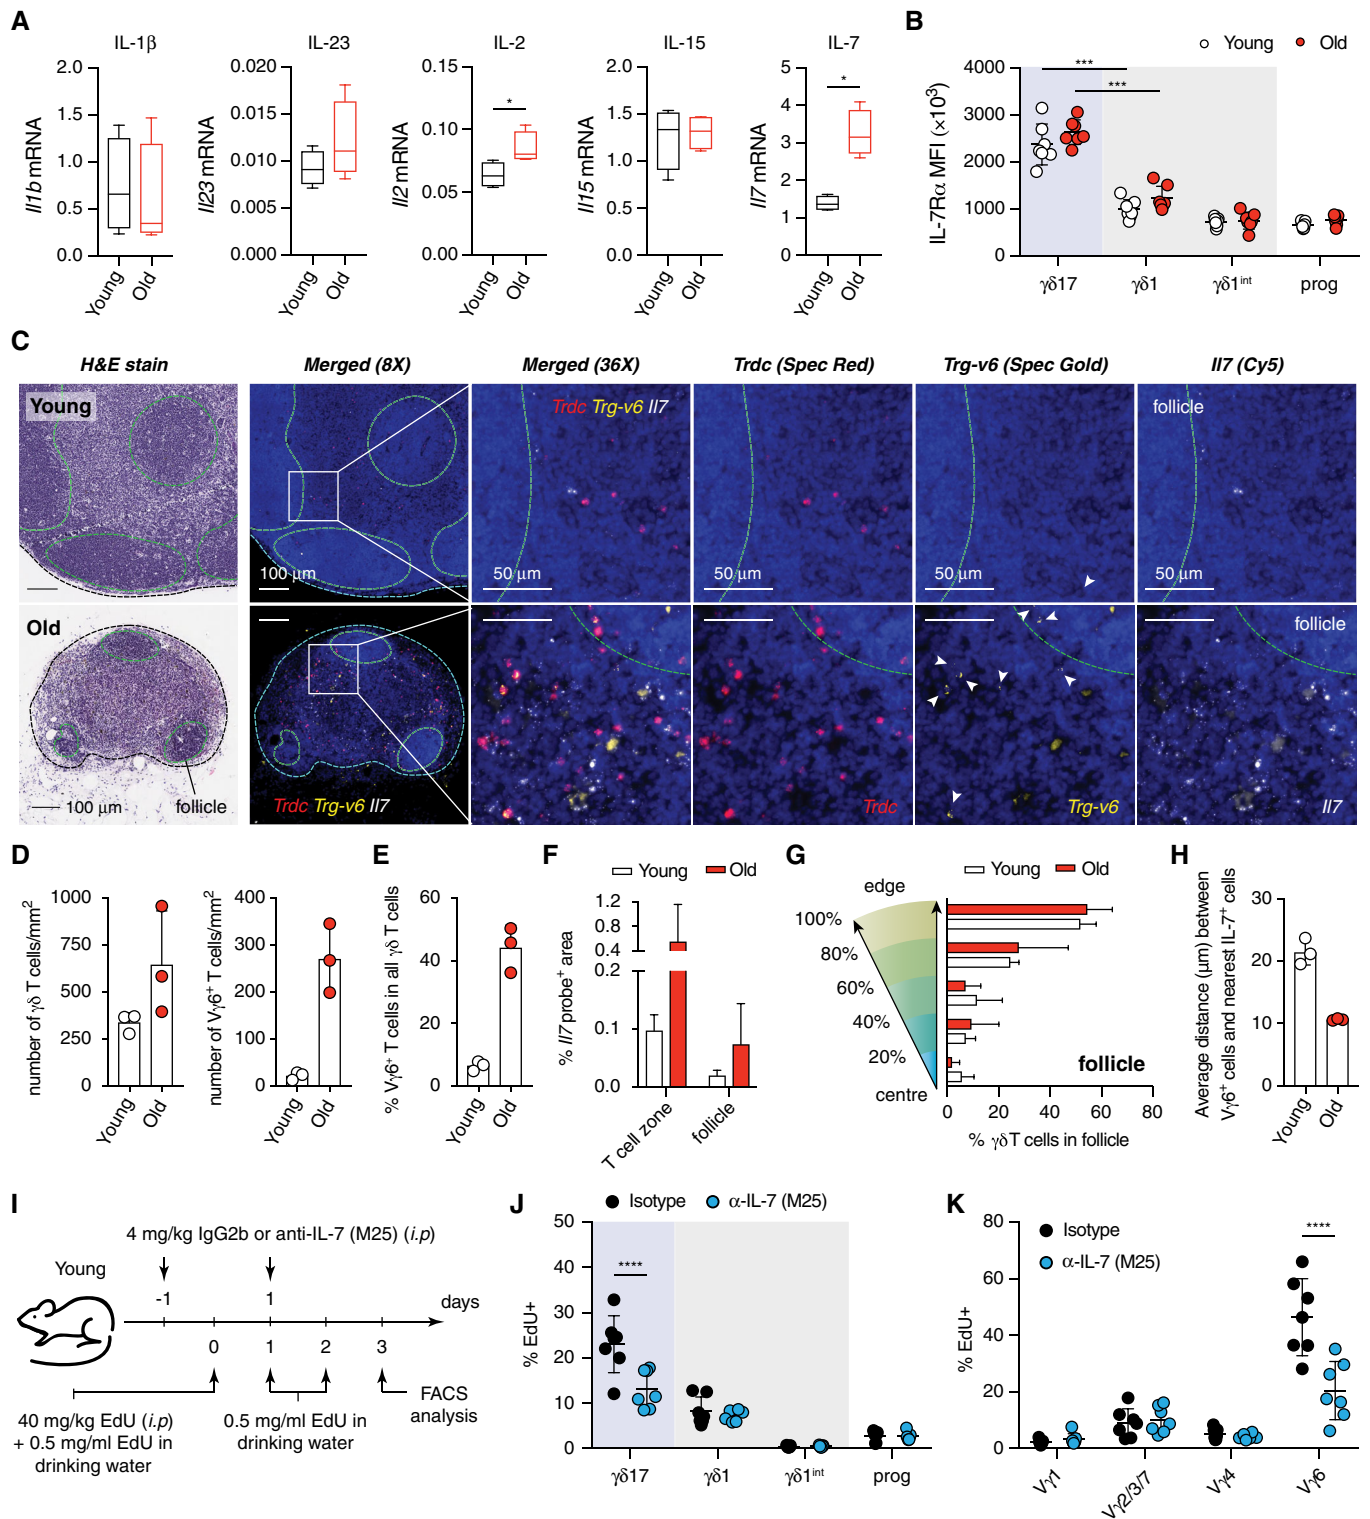 A
IL-1β
IL-23
IL-2
IL-15
IL-7
Il1b mRNA
2.0
1.5
1.0
0.5
0.0
Young
Old
Il23 mRNA
0.020
0.015
0.010
0.005
0.000
Young
Old
Il2 mRNA
0.15
0.10
0.05
0.00
*
Young
Old
Il15 mRNA
2.0
1.5
1.0
0.5
0.0
Young
Old
Il7 mRNA
5
4
3
2
1
0
*
Young
Old
B
Young Old
IL-7Rα MFI (×10³)
4000
3000
2000
1000
0
***
***
γδ17 γδ1 γδ1int prog
C
H&E stain
Merged (8X)
Merged (36X)
Trdc (Spec Red)
Trg-v6 (Spec Gold)
Il7 (Cy5)
Young
Trdc Trg-v6 Il7
follicle
100 µm
50 µm
50 µm
50 µm
50 µm
Old
follicle
100 µm
follicle
Trdc Trg-v6 Il7
Trdc
Trg-v6
Il7
D
number of γδ T cells/mm²
1000
750
500
250
0
Young
Old
number of Vγ6⁺ T cells/mm²
400
300
200
100
0
Young
Old
E
% Vγ6⁺ T cells in all γδ T cells
60
40
20
0
Young
Old
F
Young Old
% Il7 probe⁺ area
1.2
0.8
0.4
0.2
0.1
0.0
T cell zone
follicle
G
Young Old
edge
100%
80%
60%
40%
20%
centre
follicle
0 20 40 60 80
% γδT cells in follicle
H
Average distance (µm) between
Vγ6⁺ cells and nearest IL-7⁺ cells
30
20
10
0
Young
Old
I
4 mg/kg IgG2b or anti-IL-7 (M25) (i.p)
Young
-1 1
days
0 1 2 3
FACS
analysis
40 mg/kg EdU (i.p)
+ 0.5 mg/ml EdU in
drinking water
0.5 mg/ml EdU in
drinking water
J
Isotype α-IL-7 (M25)
% EdU+
50
40
30
20
10
0
****
γδ17 γδ1 γδ1int prog
K
Isotype
α-IL-7 (M25)
% EdU+
80
60
40
20
0
****
Vγ1
Vγ2/3/7
Vγ4
Vγ6